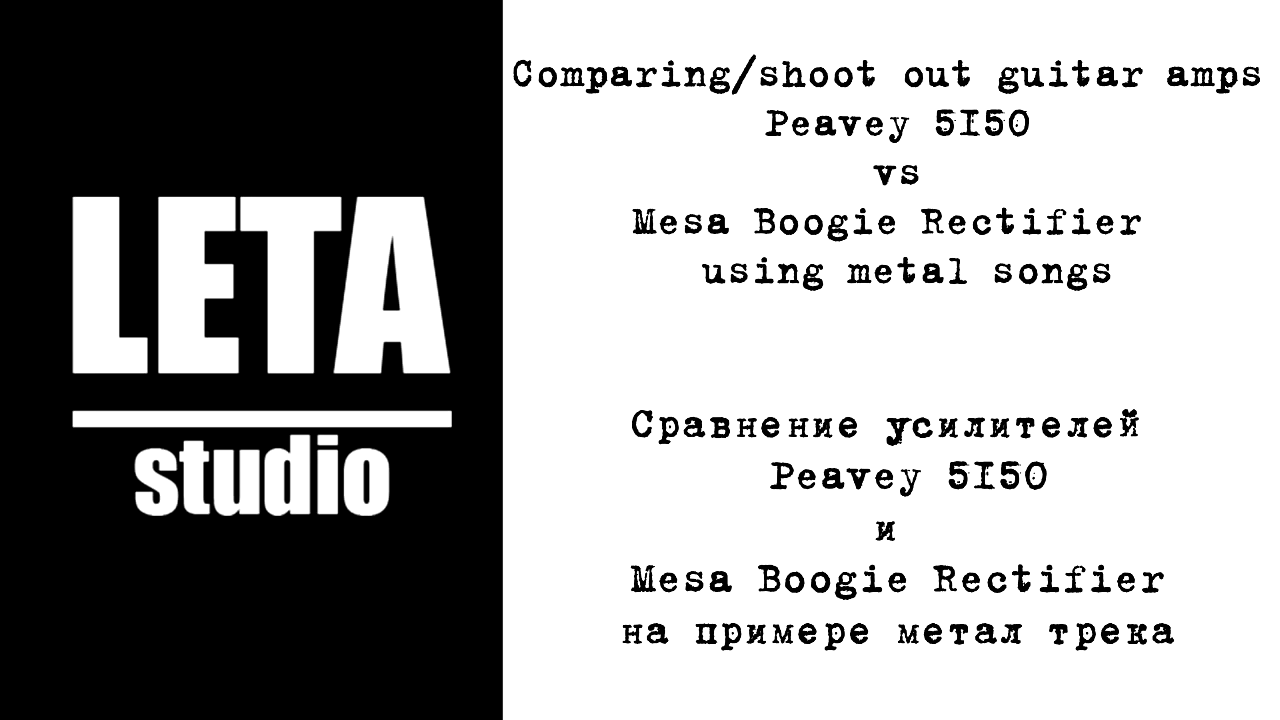 LETA
studio
Comparing/shoot out guitar amps
Peavey 5150
vs
Mesa Boogie Rectifier
using metal songs
Сравнение усилителей
Peavey 5150
и
Mesa Boogie Rectifier
на примере метал трека